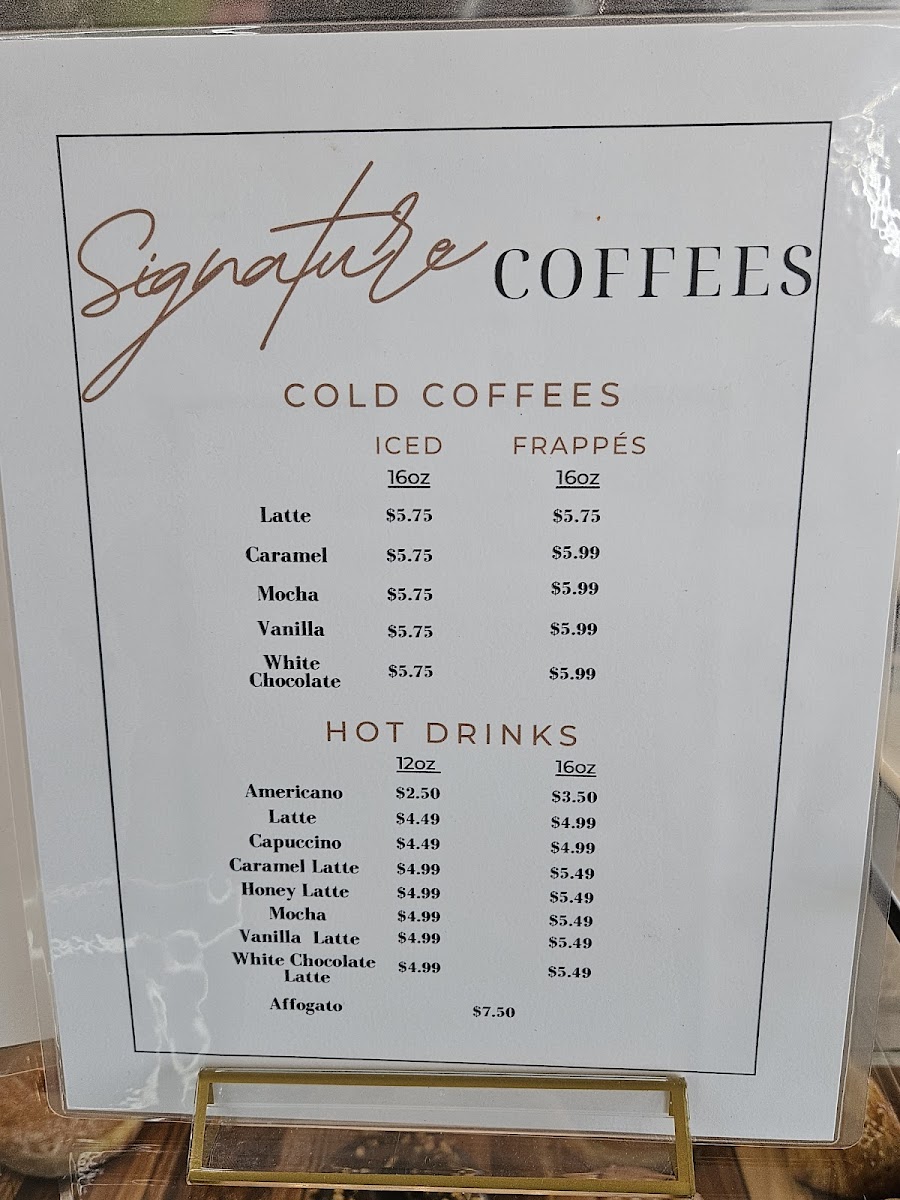 Signature COFFEES
COLD COFFEES
ICED FRAPPÉS
16oz 16oz
Latte $5.75 $5.75
Caramel $5.75 $5.99
Mocha $5.75 $5.99
Vanilla $5.75 $5.99
White
Chocolate $5.75 $5.99
HOT DRINKS
12oz 16oz
Americano $2.50 $3.50
Latte $4.49 $4.99
Capuccino $4.49 $4.99
Caramel Latte $4.99 $5.49
Honey Latte $4.99 $5.49
Mocha $4.99 $5.49
Vanilla Latte $4.99 $5.49
White Chocolate
Latte $4.99 $5.49
Affogato $7.50